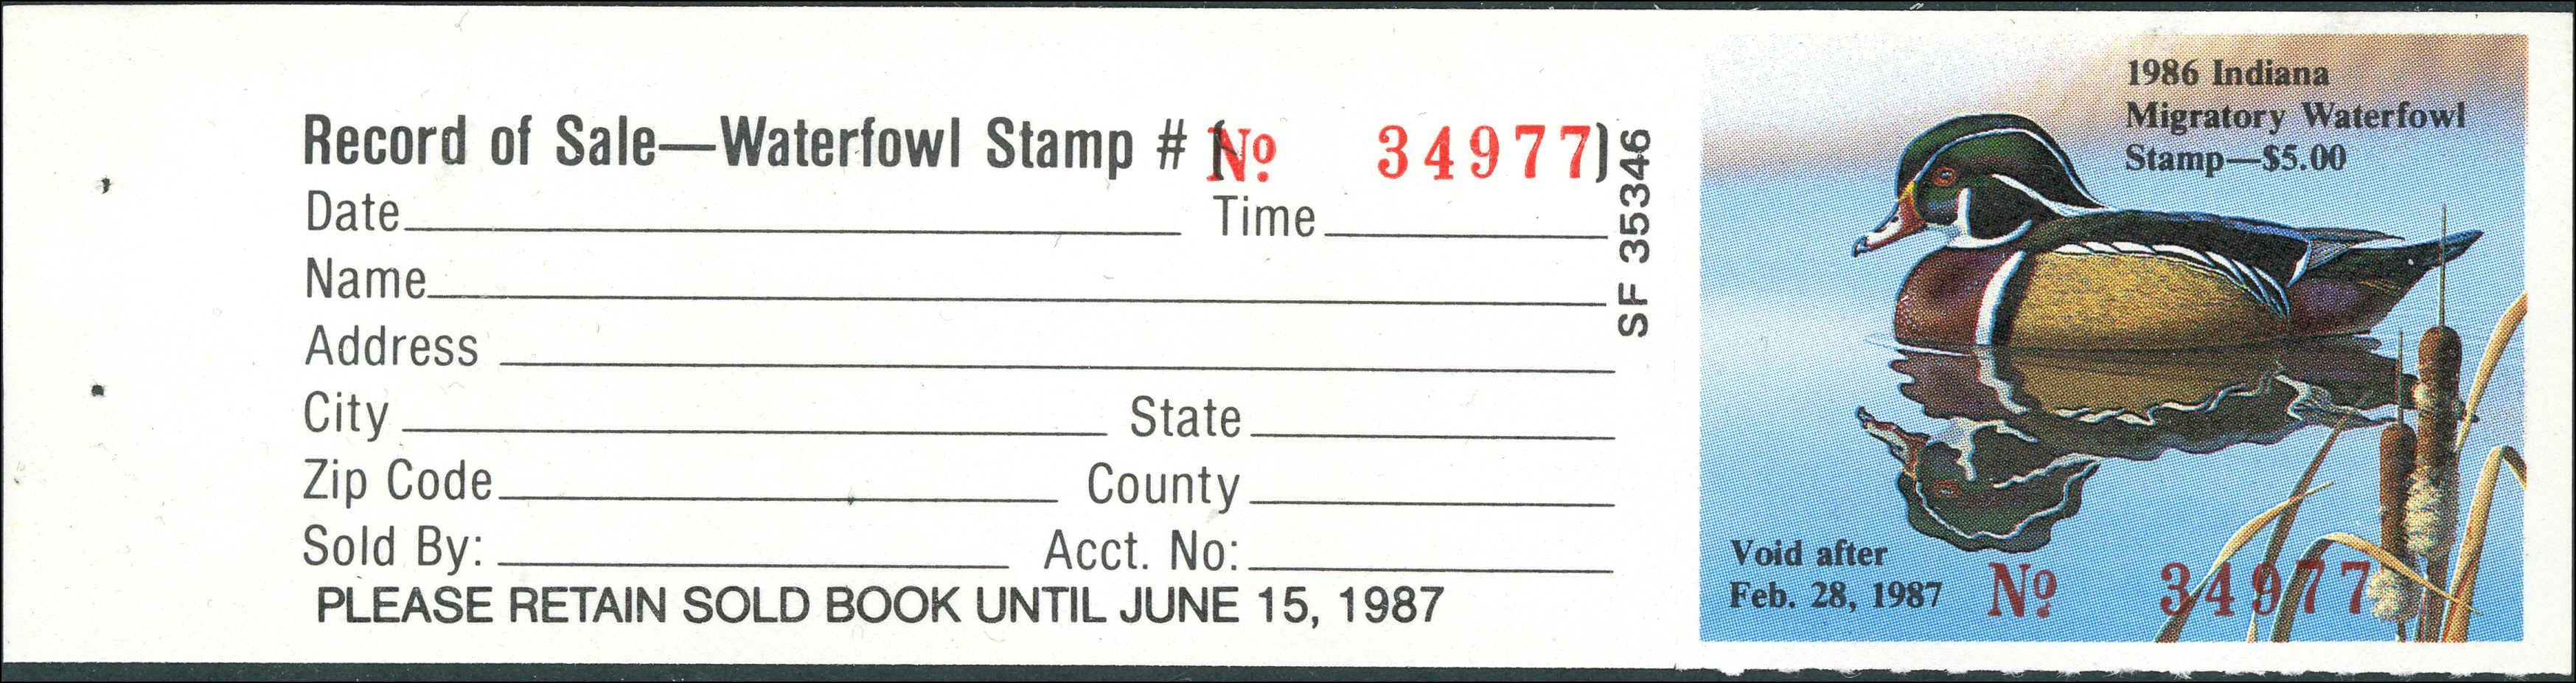 Record of Sale—Waterfowl Stamp # (Nº 34977)
Date Time
Name
Address
City State
Zip Code County
Sold By: Acct. No:
PLEASE RETAIN SOLD BOOK UNTIL JUNE 15, 1987
SF 35346
1986 Indiana
Migratory Waterfowl
Stamp—$5.00
Void after
Feb. 28, 1987
Nº 34977